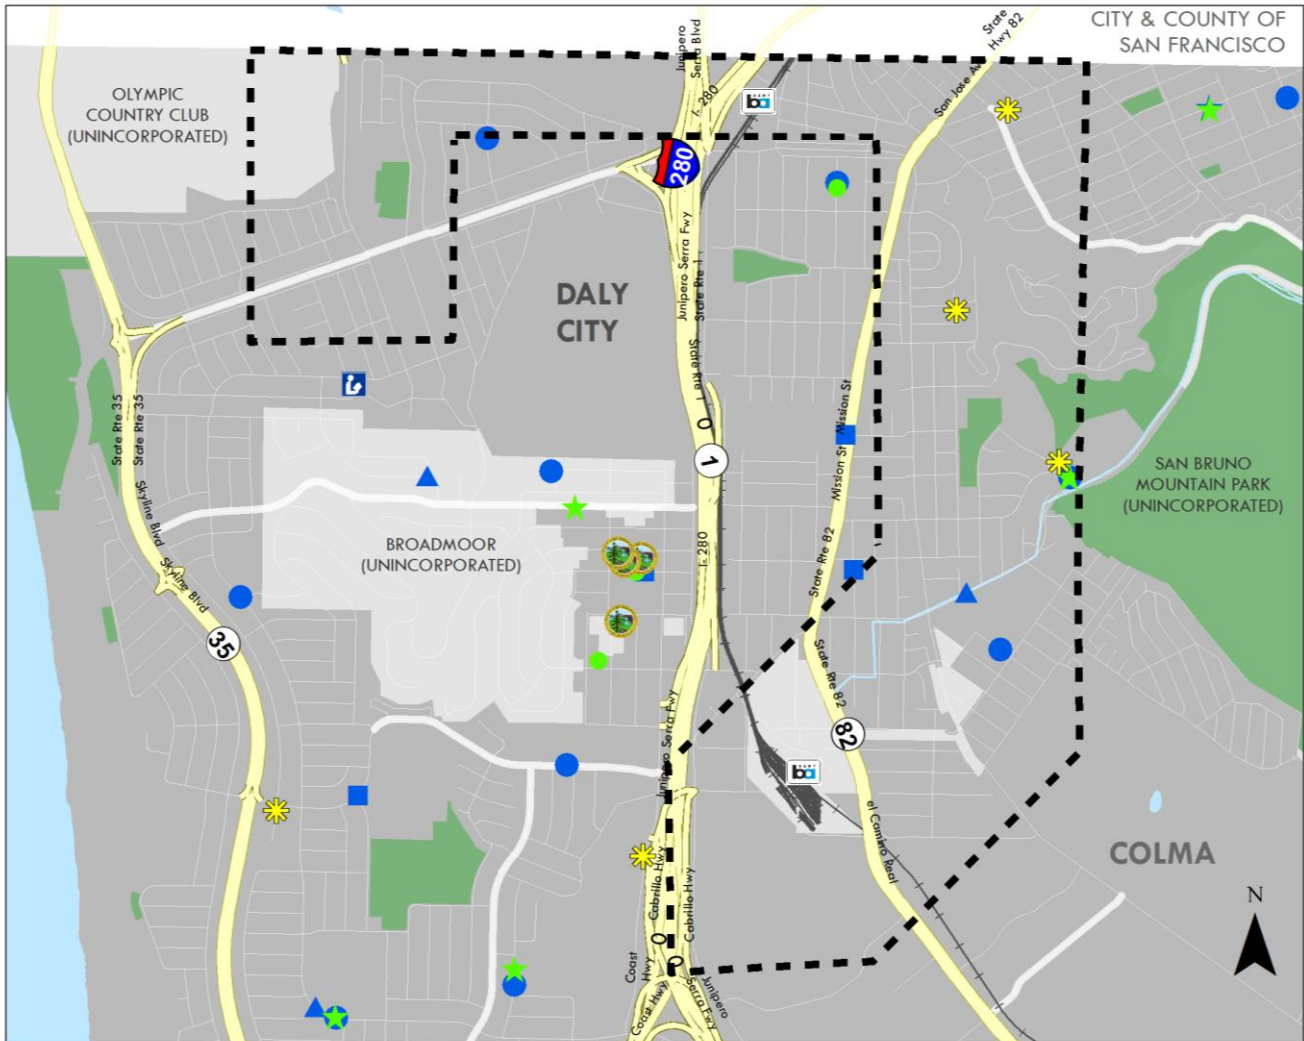 CITY & COUNTY OF
SAN FRANCISCO
State
Hwy 82
Junipero
Serra Blvd
I- 280
San Jose Ave
OLYMPIC
COUNTRY CLUB
(UNINCORPORATED)
ba
280
Junipero Serra Fwy
State Rte 1
DALY
CITY
State Rte 1
State Rte 35
State Rte 35
Mission St
Mission St
1
SAN BRUNO
MOUNTAIN PARK
(UNINCORPORATED)
Skyline Blvd
Skyline Blvd
BROADMOOR
(UNINCORPORATED)
I- 280
State Rte 82
35
State Rte 82
Junipero Serra Fwy
82
ba
el Camino Real
COLMA
Cabrillo Hwy
Cabrillo Hwy
N
Coast
Hwy
Coast Hwy
Junipero
Serra Fwy